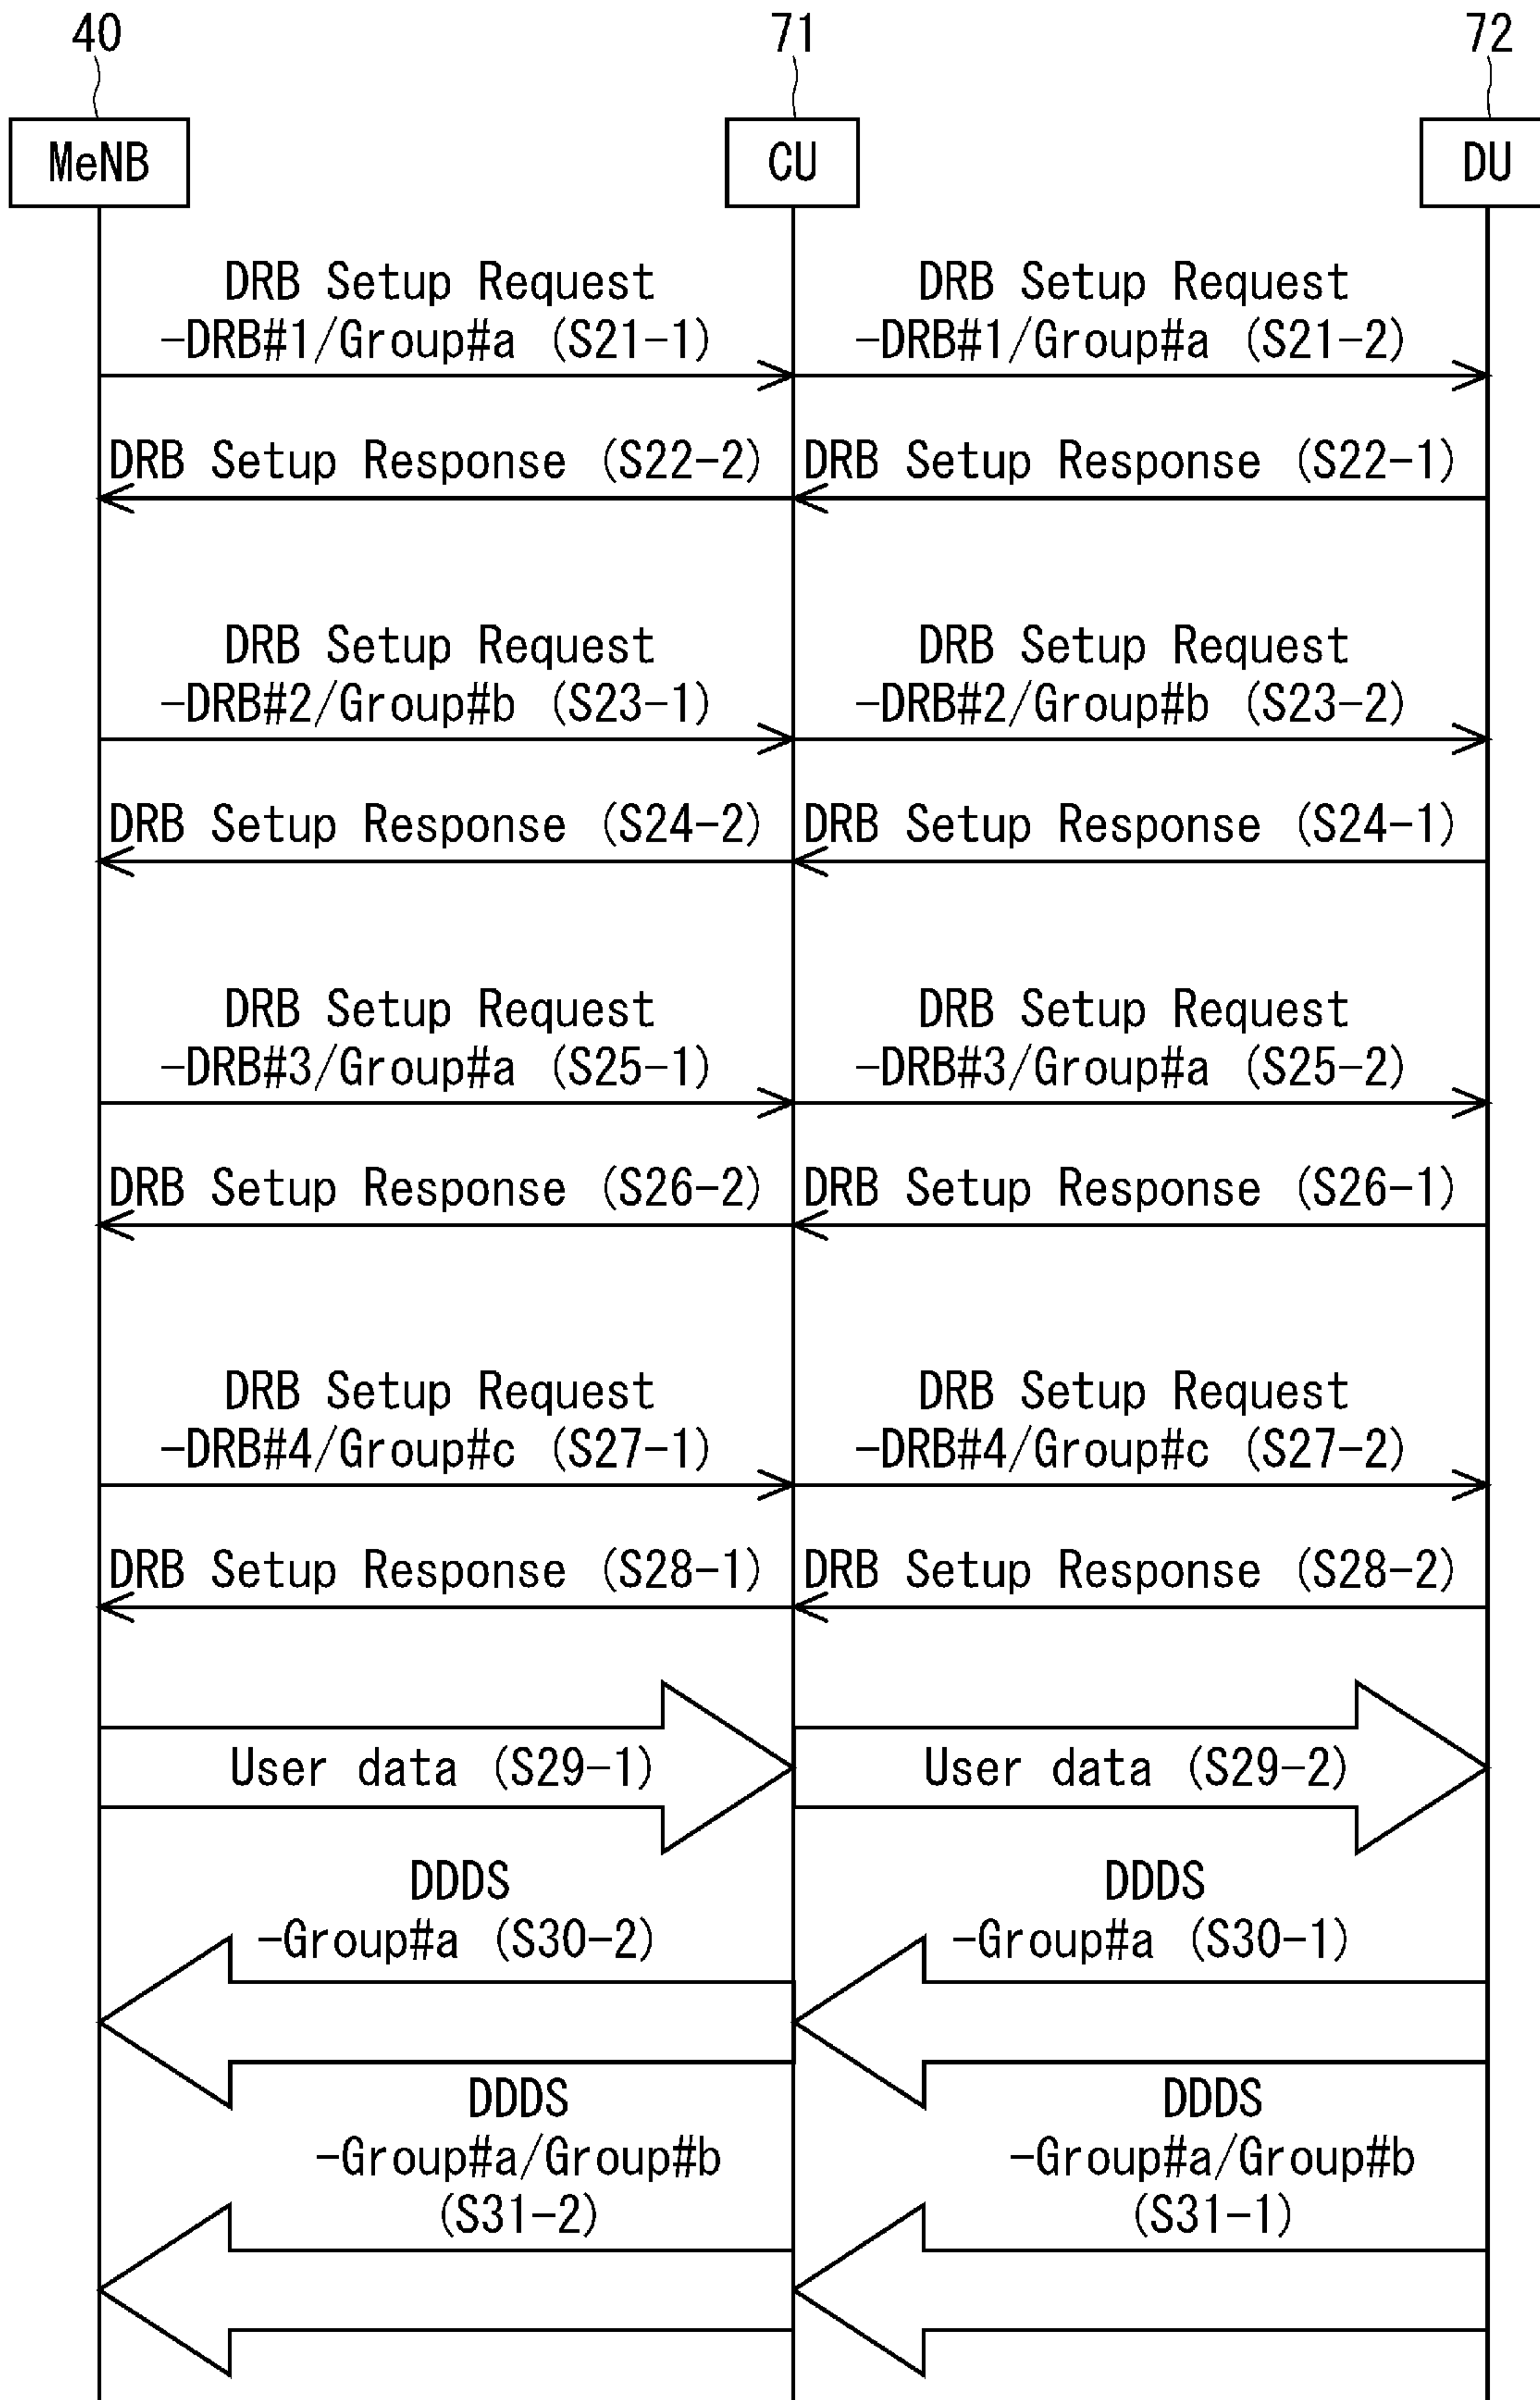 40
71
72
MeNB
CU
DU
DRB Setup Request
-DRB#1/Group#a (S21-1)
DRB Setup Request
-DRB#1/Group#a (S21-2)
DRB Setup Response (S22-2)
DRB Setup Response (S22-1)
DRB Setup Request
-DRB#2/Group#b (S23-1)
DRB Setup Request
-DRB#2/Group#b (S23-2)
DRB Setup Response (S24-2)
DRB Setup Response (S24-1)
DRB Setup Request
-DRB#3/Group#a (S25-1)
DRB Setup Request
-DRB#3/Group#a (S25-2)
DRB Setup Response (S26-2)
DRB Setup Response (S26-1)
DRB Setup Request
-DRB#4/Group#c (S27-1)
DRB Setup Request
-DRB#4/Group#c (S27-2)
DRB Setup Response (S28-1)
DRB Setup Response (S28-2)
User data (S29-1)
User data (S29-2)
DDDS
-Group#a (S30-2)
DDDS
-Group#a (S30-1)
DDDS
-Group#a/Group#b
(S31-2)
DDDS
-Group#a/Group#b
(S31-1)